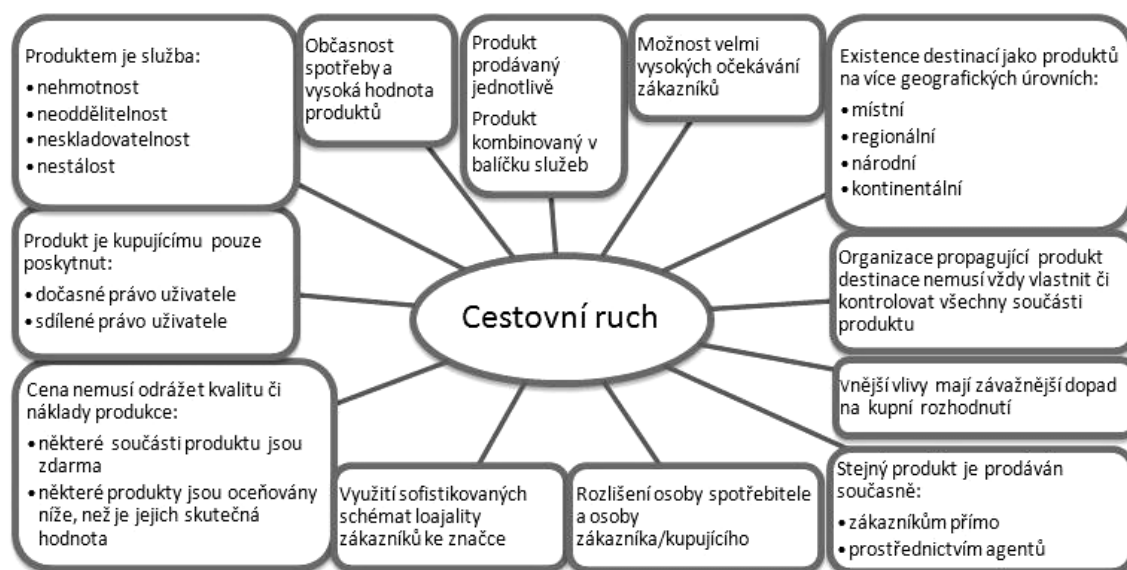 Produktem je služba:
• nehmotnost
• neoddělitelnost
• neskladovatelnost
• nestálost
Občasnost
spotřeby a
vysoká hodnota
produktů
Produkt
prodávaný
jednotlivě
Produkt
kombinovaný v
balíčku služeb
Možnost velmi
vysokých očekávání
zákazníků
Existence destinací jako produktů
na více geografických úrovních:
• místní
• regionální
• národní
• kontinentální
Produkt je kupujícímu pouze
poskytnut:
• dočasné právo uživatele
• sdílené právo uživatele
Cestovní ruch
Organizace propagující produkt
destinace nemusí vždy vlastnit či
kontrolovat všechny součásti
produktu
Vnější vlivy mají závažnější dopad
na kupní rozhodnutí
Cena nemusí odrážet kvalitu či
náklady produkce:
• některé součásti produktu jsou
zdarma
• některé produkty jsou oceňovány
níže, než je jejich skutečná
hodnota
Využití sofistikovaných
schémat loajality
zákazníků ke značce
Rozlišení osoby spotřebitele
a osoby
zákazníka/kupujícího
Stejný produkt je prodáván
současně:
• zákazníkům přímo
• prostřednictvím agentů